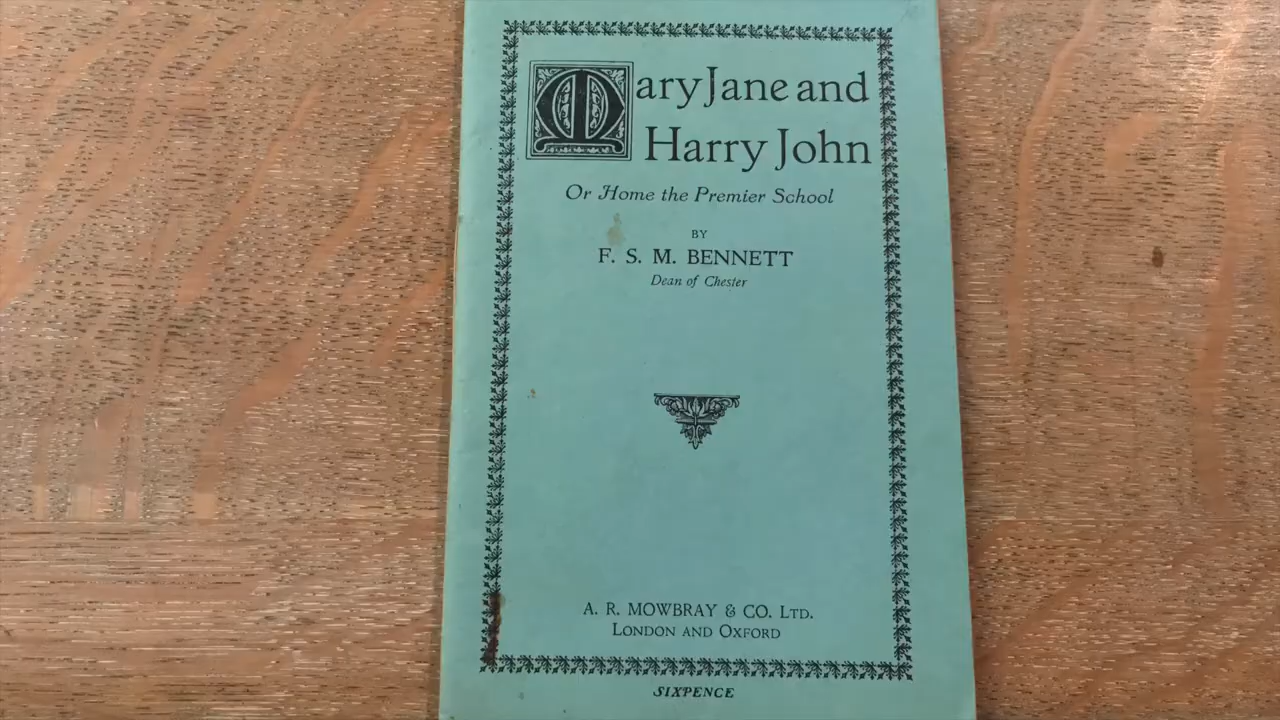 Mary Jane and
Harry John
Or Home the Premier School
BY
F. S. M. BENNETT
Dean of Chester
A. R. MOWBRAY & CO. LTD.
LONDON AND OXFORD
SIXPENCE